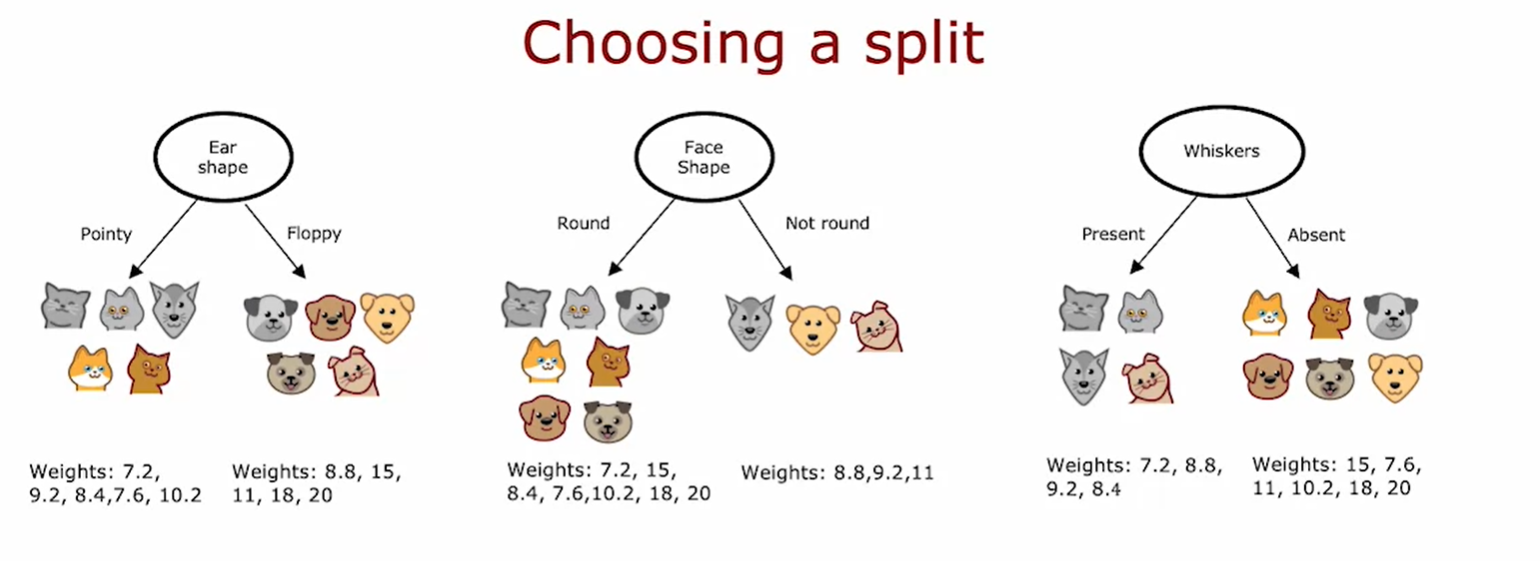 Choosing a split
Ear
shape
Pointy
Floppy
Weights: 7.2,
9.2, 8.4,7.6, 10.2
Weights: 8.8, 15,
11, 18, 20
Face
Shape
Round
Not round
Weights: 7.2, 15,
8.4, 7.6,10.2, 18, 20
Weights: 8.8,9.2,11
Whiskers
Present
Absent
Weights: 7.2, 8.8,
9.2, 8.4
Weights: 15, 7.6,
11, 10.2, 18, 20